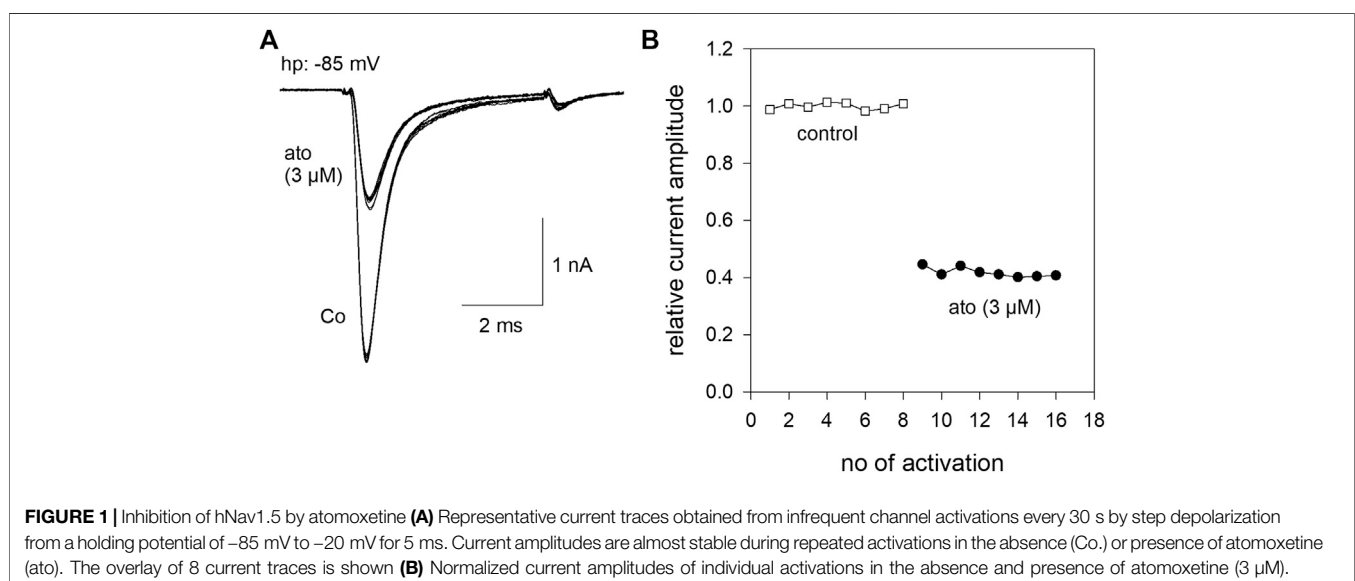 A
hp: -85 mV
ato
(3 µM)
Co
1 nA
2 ms
B
relative current amplitude
1.2
1.0
0.8
0.6
0.4
0.2
0.0
control
ato (3 µM)
0 2 4 6 8 10 12 14 16 18
no of activation
FIGURE 1 | Inhibition of hNav1.5 by atomoxetine (A) Representative current traces obtained from infrequent channel activations every 30 s by step depolarization
from a holding potential of –85 mV to –20 mV for 5 ms. Current amplitudes are almost stable during repeated activations in the absence (Co.) or presence of atomoxetine
(ato). The overlay of 8 current traces is shown (B) Normalized current amplitudes of individual activations in the absence and presence of atomoxetine (3 µM).